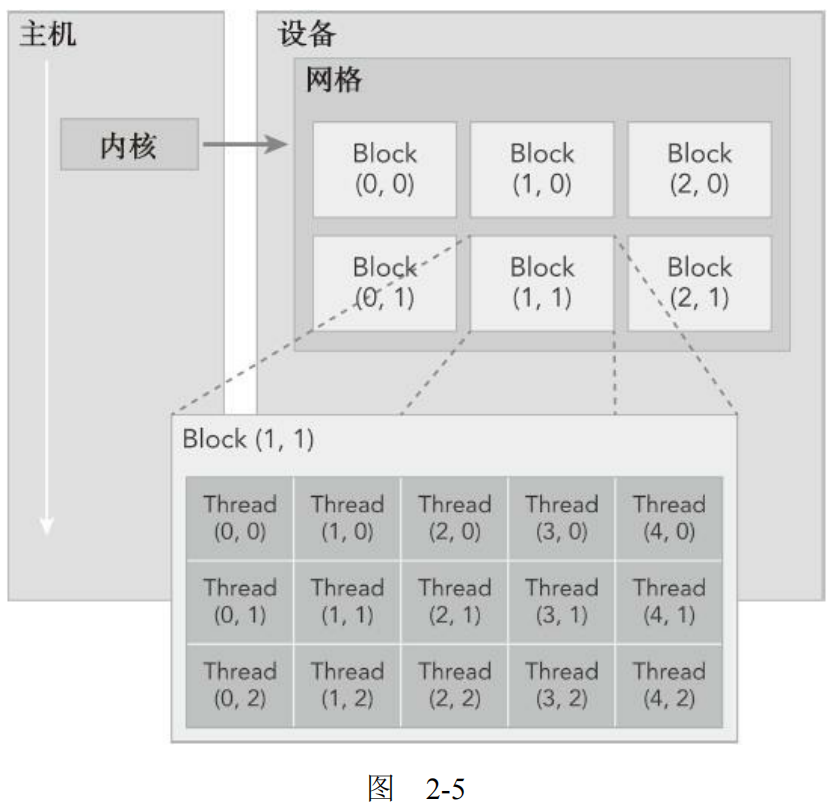 主机
设备
网格
内核
Block
(0, 0)
Block
(1, 0)
Block
(2, 0)
Block
(0, 1)
Block
(1, 1)
Block
(2, 1)
Block (1, 1)
Thread
(0, 0)
Thread
(1, 0)
Thread
(2, 0)
Thread
(3, 0)
Thread
(4, 0)
Thread
(0, 1)
Thread
(1, 1)
Thread
(2, 1)
Thread
(3, 1)
Thread
(4, 1)
Thread
(0, 2)
Thread
(1, 2)
Thread
(2, 2)
Thread
(3, 2)
Thread
(4, 2)
图 2-5